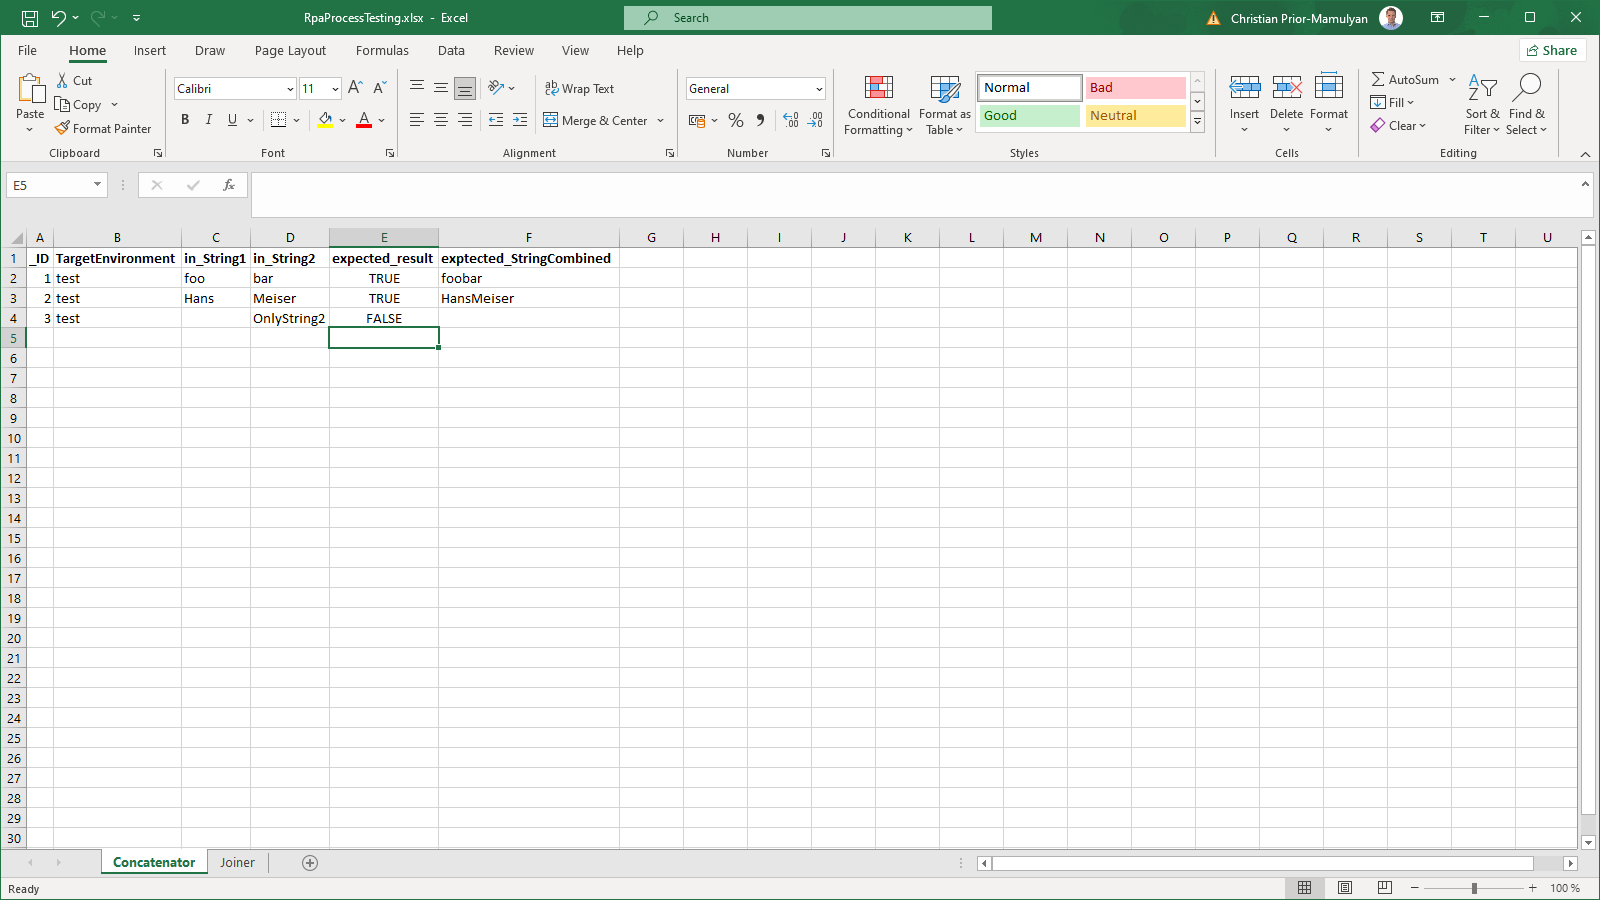 RpaProcessTesting.xlsx - Excel
Search
Christian Prior-Mamulyan
File Home Insert Draw Page Layout Formulas Data Review View Help Share
Paste
Cut
Copy
Format Painter
Clipboard
Calibri 11 A A
B I U A
Font
ab Wrap Text
Merge & Center
Alignment
General
% 9 .00 .00
Number
Conditional Formatting
Format as Table
Normal Bad
Good Neutral
Styles
Insert Delete Format
Cells
AutoSum
Fill
Clear
Sort & Filter
Find & Select
Editing
E5 fx
A B C D E F G H I J K L M N O P Q R S T U
1 _ID TargetEnvironment in_String1 in_String2 expected_result exptected_StringCombined
2 1 test foo bar TRUE foobar
3 2 test Hans Meiser TRUE HansMeiser
4 3 test OnlyString2 FALSE
5
6
7
8
9
10
11
12
13
14
15
16
17
18
19
20
21
22
23
24
25
26
27
28
29
30
Concatenator Joiner
Ready 100 %